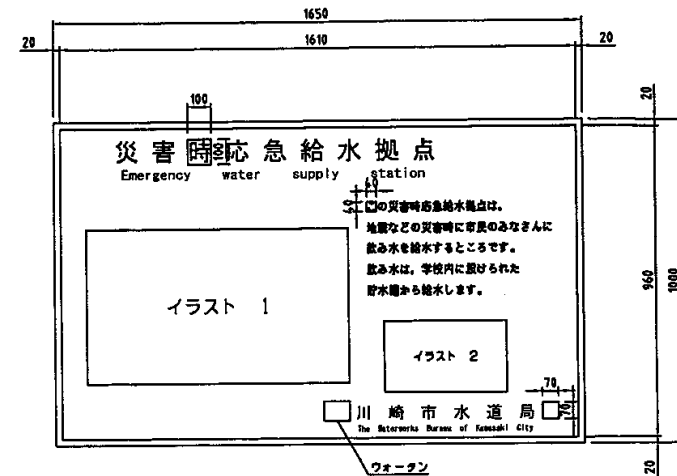 1650
20 1610 20
20
100
災害時応急給水拠点
100
Emergency water supply station
60
60
この災害時応急給水拠点は、
地震などの災害時に市民のみなさんに
飲み水を給水するところです。
飲み水は、学校内に設けられた
貯水槽から給水します。
960
1000
イラスト 1
イラスト 2
70
川崎市水道局
70
The Waterworks Bureau of Kawasaki City
ウォータン
20